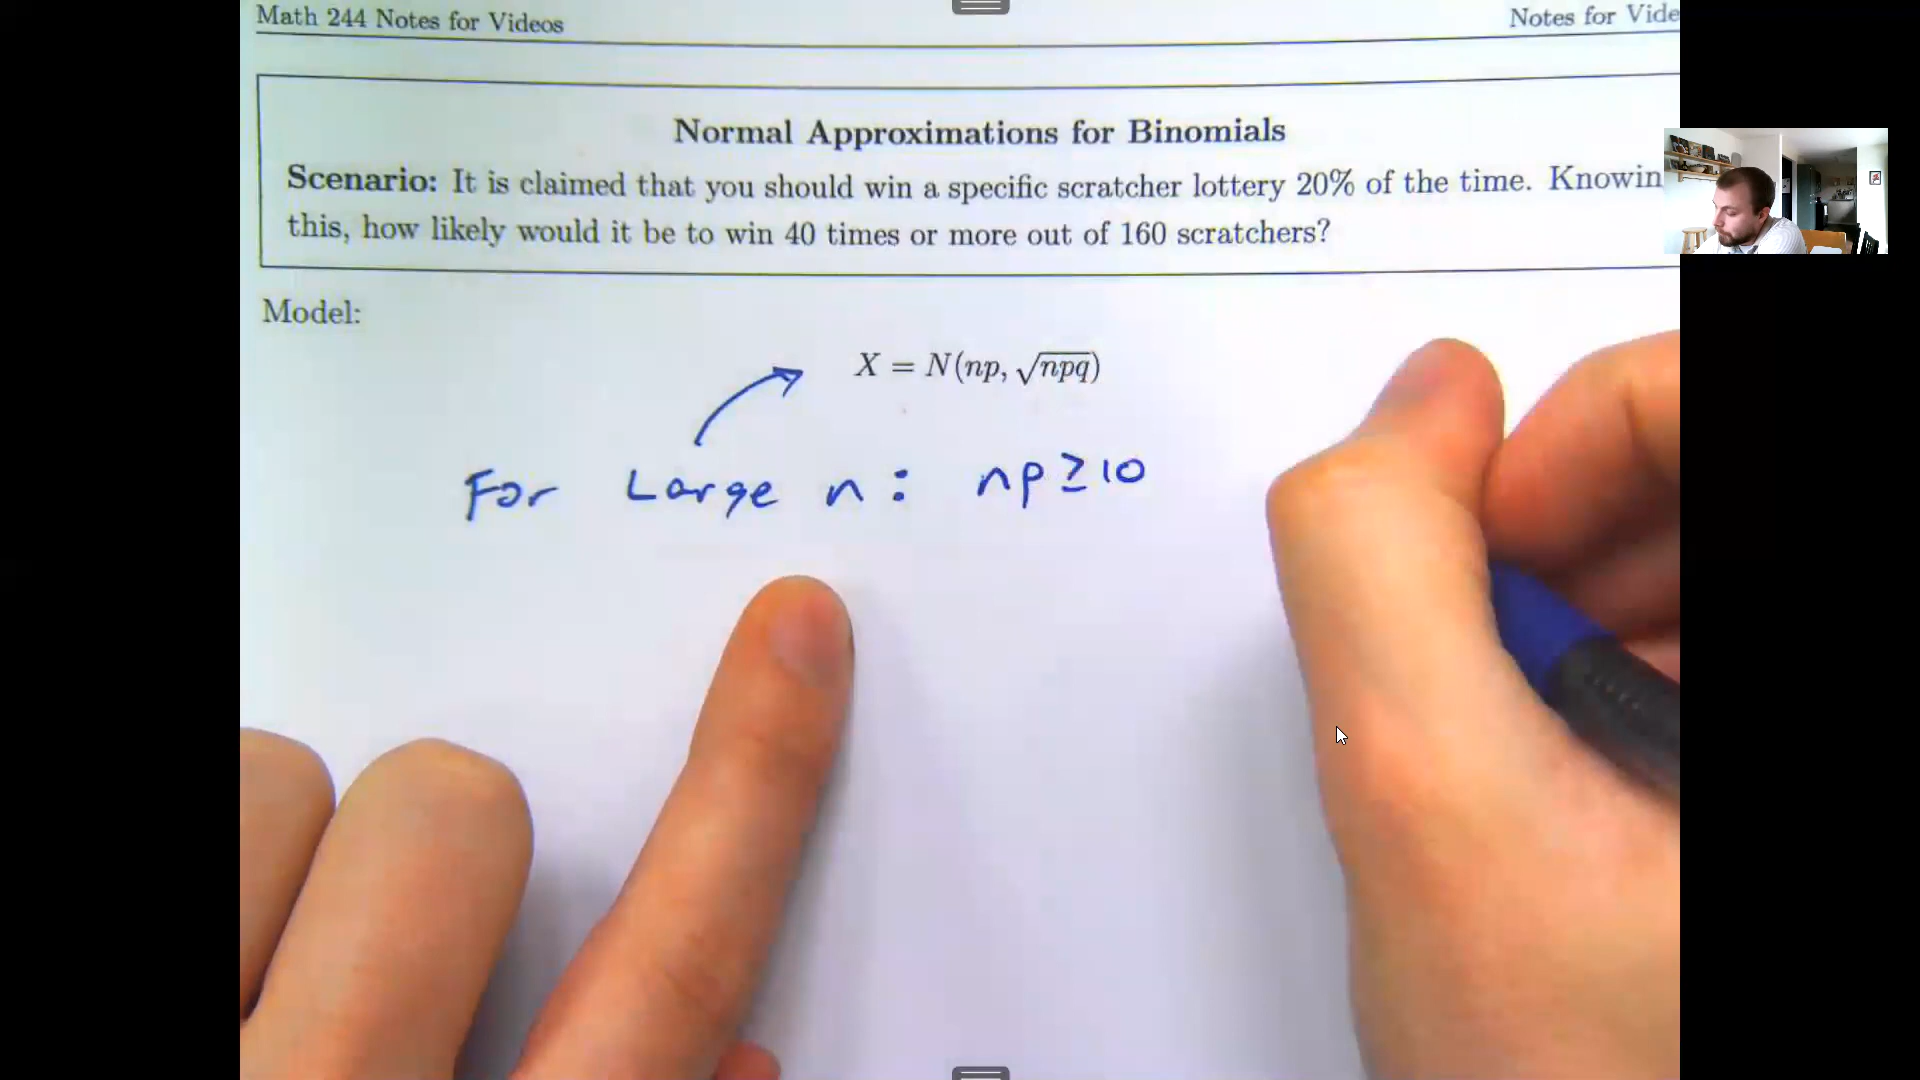 Math 244 Notes for Videos
Notes for Vide
Normal Approximations for Binomials
Scenario: It is claimed that you should win a specific scratcher lottery 20% of the time. Knowin
this, how likely would it be to win 40 times or more out of 160 scratchers?
Model:
X = N(np, √npq)
For Large n: np ≥ 10